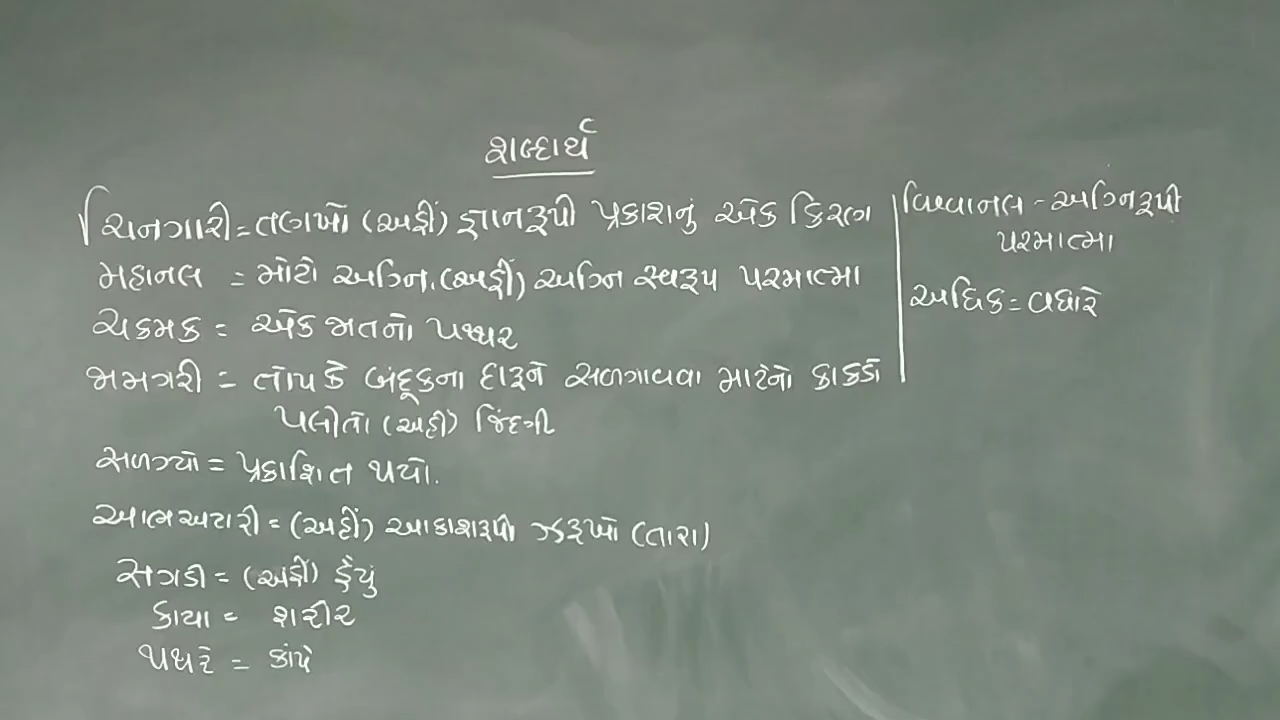 શબ્દાર્થ
ચિનગારી = તણખો (અહીં) જ્ઞાનરૂપી પ્રકાશનું એક કિરણ
મહાનલ = મોટો અગ્નિ. (અહીં) અગ્નિ સ્વરૂપ પરમાત્મા
ચકમક = એક જાતનો પથ્થર
જામગરી = તોપ કે બંદૂકના દારૂને સળગાવવા માટેનો કાકડો
પલીતો (અહીં) જિંદગી
સળગ્યો = પ્રકાશિત થયો.
આભઅટારી = (અહીં) આકાશરૂપી ઝરૂખો (તારા)
સગડી = (અહીં) હૈયું
કાયા = શરીર
થથરે = કાંપે
વિશ્વાનલ - અગ્નિરૂપી
પરમાત્મા
અધિક = વધારે